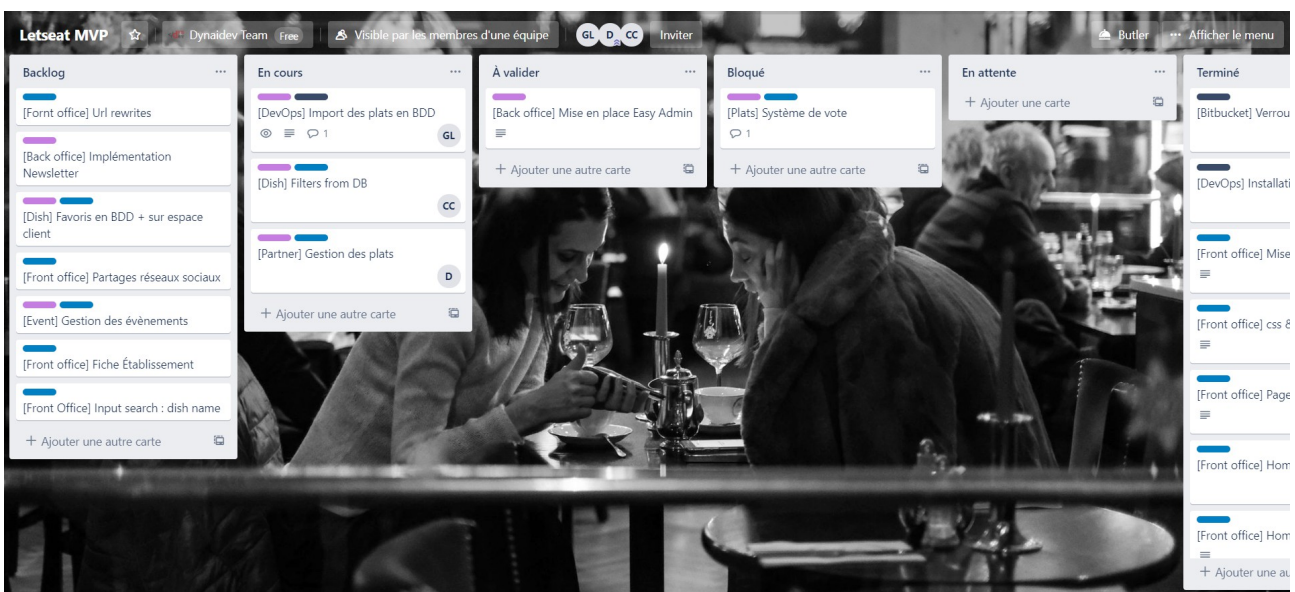 Letseat MVP
Dynaidev Team Free
Visible par les membres d'une équipe
GL D CC
Inviter
Butler
Afficher le menu
Backlog
[Fornt office] Url rewrites
[Back office] Implémentation
Newsletter
[Dish] Favoris en BDD + sur espace
client
[Front office] Partages réseaux sociaux
[Event] Gestion des évènements
[Front office] Fiche Établissement
[Front Office] Input search : dish name
+ Ajouter une autre carte
En cours
[DevOps] Import des plats en BDD
1
GL
[Dish] Filters from DB
CC
[Partner] Gestion des plats
D
+ Ajouter une autre carte
À valider
[Back office] Mise en place Easy Admin
+ Ajouter une autre carte
Bloqué
[Plats] Système de vote
1
+ Ajouter une autre carte
En attente
+ Ajouter une carte
Terminé
[Bitbucket] Verrou
[DevOps] Installati
[Front office] Mise
[Front office] css &
[Front office] Page
[Front office] Hom
[Front office] Hom
+ Ajouter une au